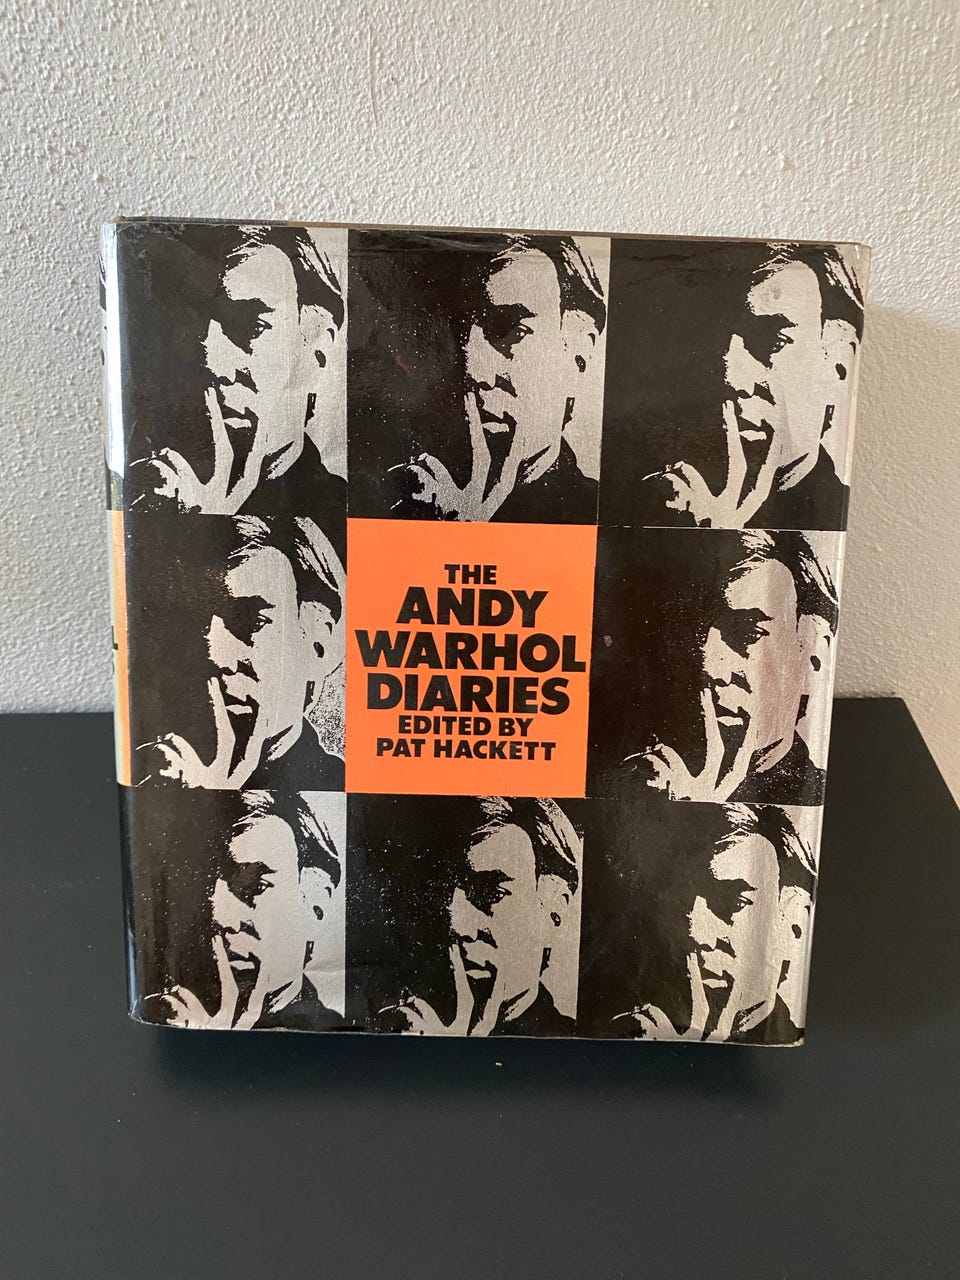 THE
ANDY
WARHOL
DIARIES
EDITED BY
PAT HACKETT